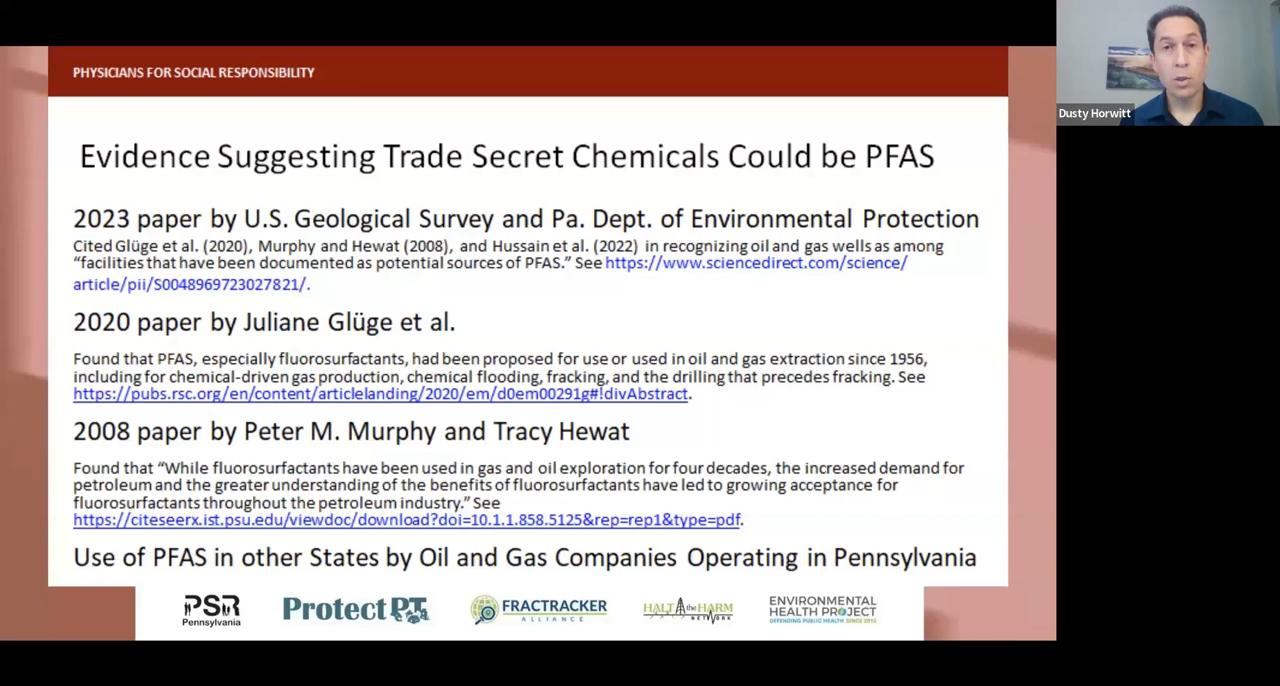 PHYSICIANS FOR SOCIAL RESPONSIBILITY
Evidence Suggesting Trade Secret Chemicals Could be PFAS
2023 paper by U.S. Geological Survey and Pa. Dept. of Environmental Protection
Cited Glüge et al. (2020), Murphy and Hewat (2008), and Hussain et al. (2022) in recognizing oil and gas wells as among
“facilities that have been documented as potential sources of PFAS.” See https://www.sciencedirect.com/science/
article/pii/S0048969723027821/.
2020 paper by Juliane Glüge et al.
Found that PFAS, especially fluorosurfactants, had been proposed for use or used in oil and gas extraction since 1956,
including for chemical-driven gas production, chemical flooding, fracking, and the drilling that precedes fracking. See
https://pubs.rsc.org/en/content/articlelanding/2020/em/d0em00291g#!divAbstract.
2008 paper by Peter M. Murphy and Tracy Hewat
Found that “While fluorosurfactants have been used in gas and oil exploration for four decades, the increased demand for
petroleum and the greater understanding of the benefits of fluorosurfactants have led to growing acceptance for
fluorosurfactants throughout the petroleum industry.” See
https://citeseerx.ist.psu.edu/viewdoc/download?doi=10.1.1.858.5125&rep=rep1&type=pdf.
Use of PFAS in other States by Oil and Gas Companies Operating in Pennsylvania
PSR
Pennsylvania
ProtectPT
FRACTRACKER
ALLIANCE
HALT the HARM
NETWORK
ENVIRONMENTAL
HEALTH PROJECT
DEFENDING PUBLIC HEALTH SINCE 2012
Dusty Horwitt